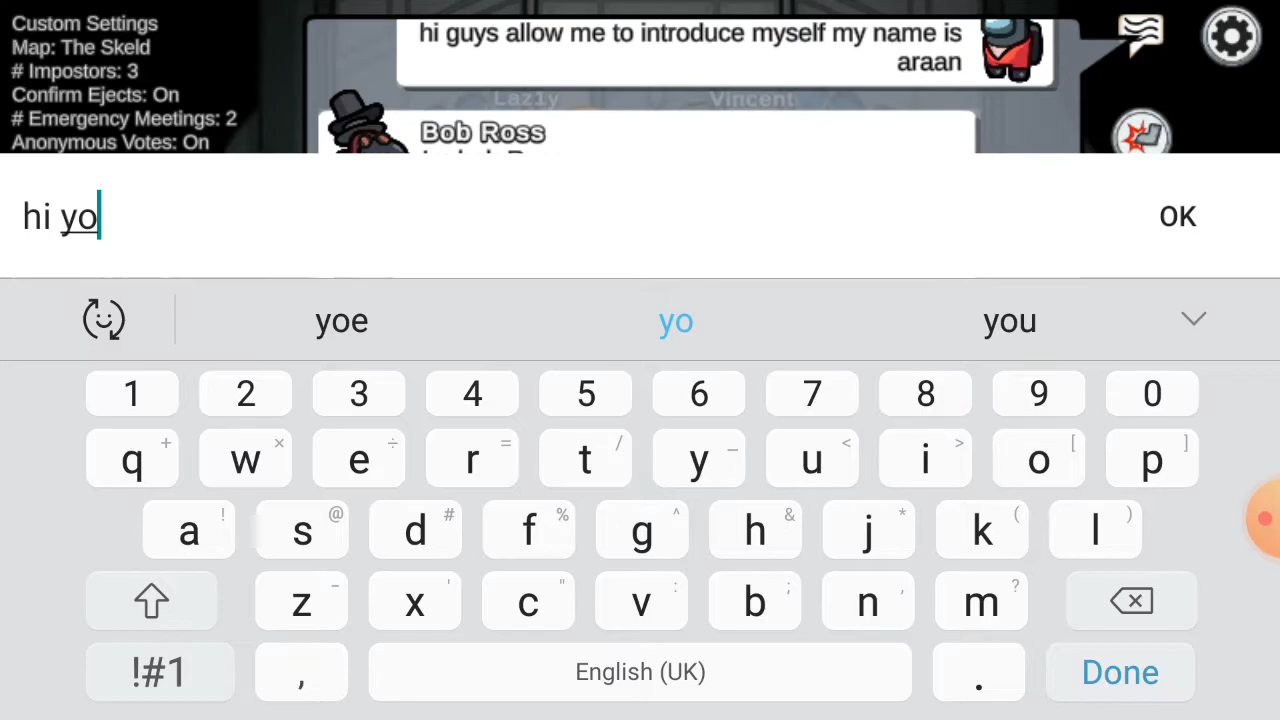 Custom Settings
Map: The Skeld
# Impostors: 3
Confirm Ejects: On
# Emergency Meetings: 2
Anonymous Votes: On
hi guys allow me to introduce myself my name is
araan
Laz1y Vincent
Bob Ross
hi yo
OK
yoe yo you
1 2 3 4 5 6 7 8 9 0
q + w × e ÷ r = t / y _ u < i > o [ p ]
a ! s @ d # f % g ^ h & j * k ( l )
z - x ' c " v : b ; n , m ?
!#1 , English (UK) . Done